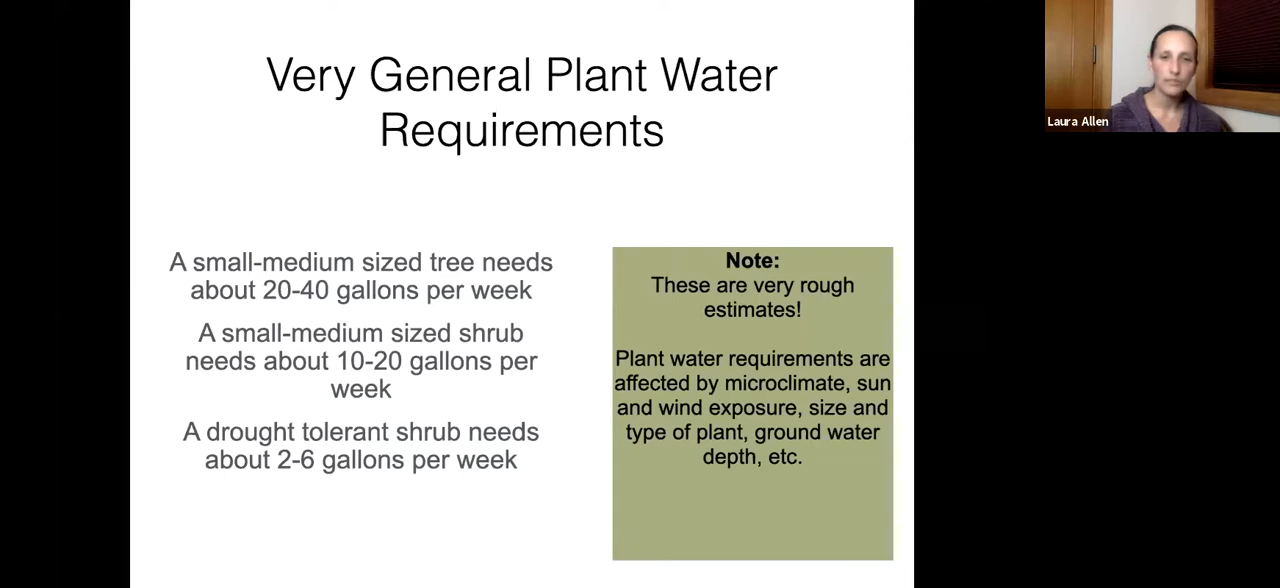 Very General Plant Water
Requirements
A small-medium sized tree needs
about 20-40 gallons per week
A small-medium sized shrub
needs about 10-20 gallons per
week
A drought tolerant shrub needs
about 2-6 gallons per week
Note:
These are very rough
estimates!
Plant water requirements are
affected by microclimate, sun
and wind exposure, size and
type of plant, ground water
depth, etc.
Laura Allen